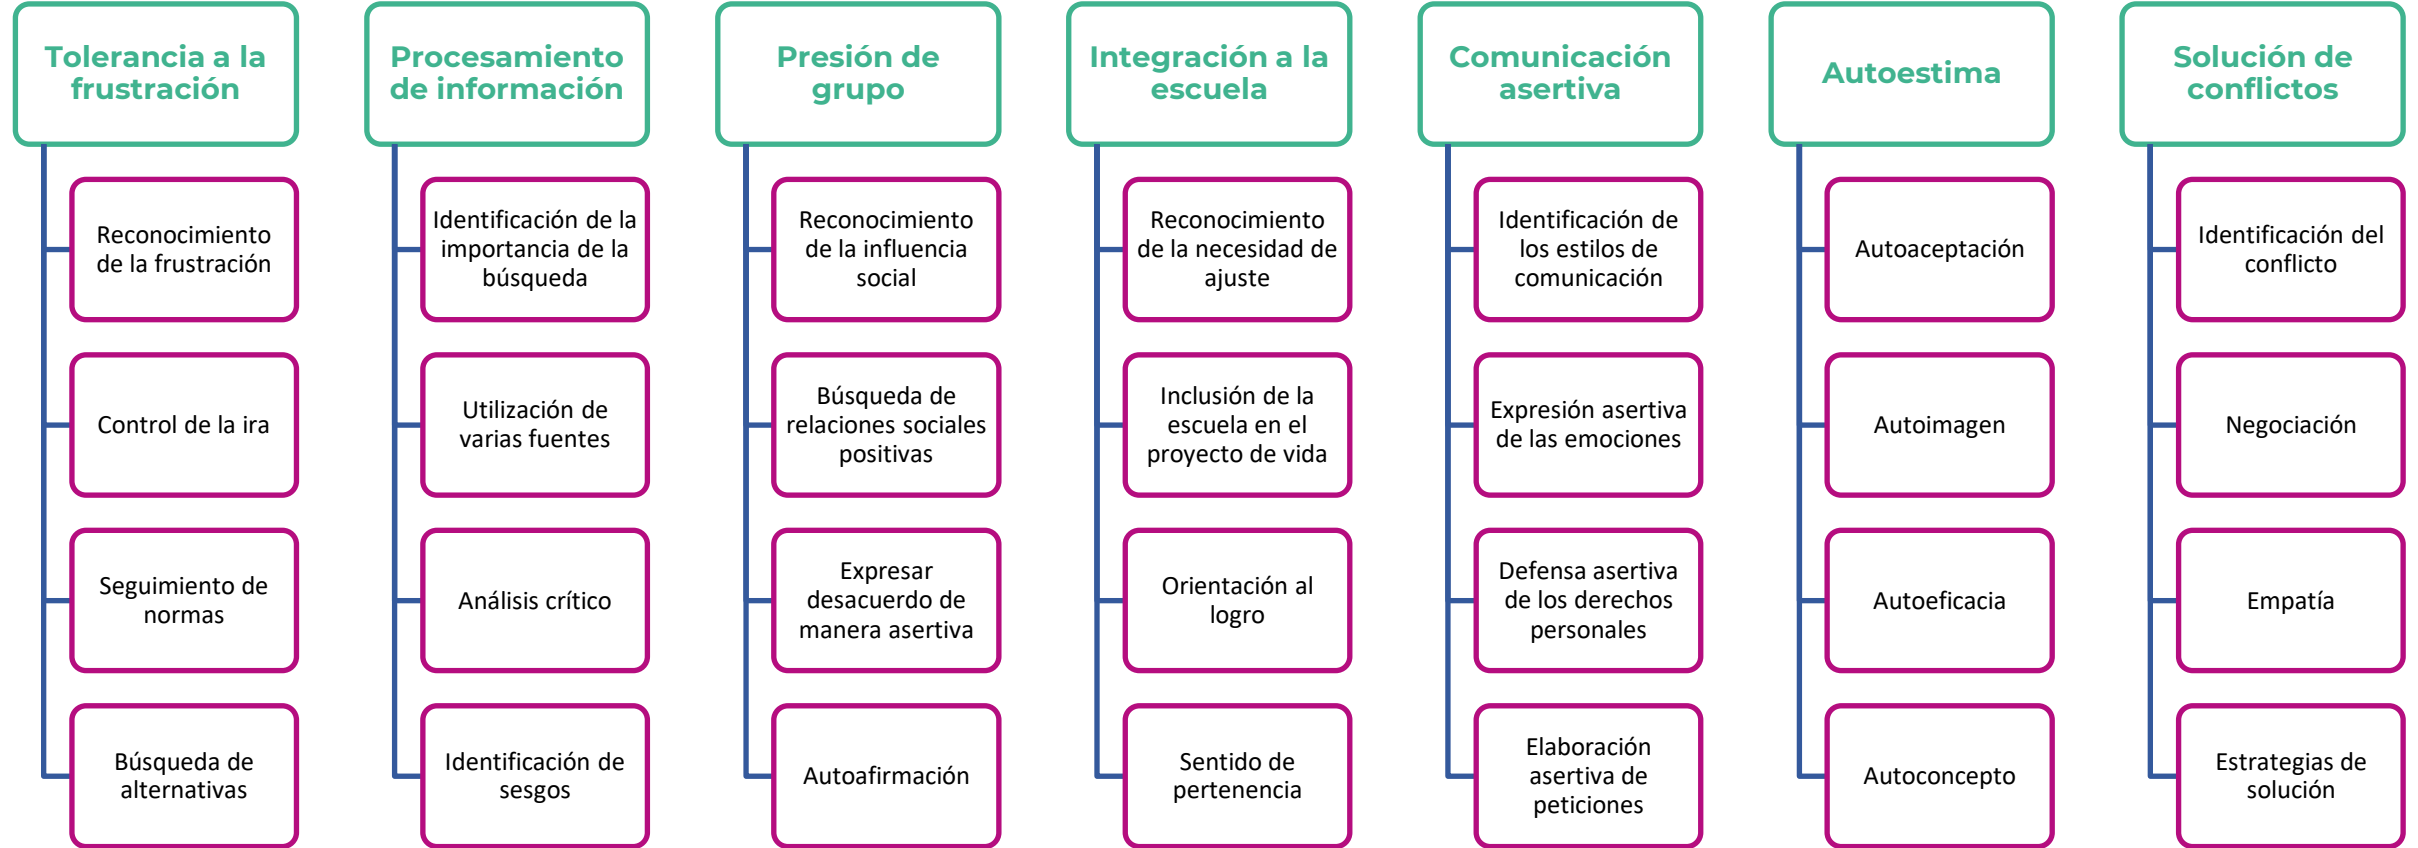 Tolerancia a la
frustración
Reconocimiento
de la frustración
Control de la ira
Seguimiento de
normas
Búsqueda de
alternativas
Procesamiento
de información
Identificación de la
importancia de la
búsqueda
Utilización de
varias fuentes
Análisis crítico
Identificación de
sesgos
Presión de
grupo
Reconocimiento
de la influencia
social
Búsqueda de
relaciones sociales
positivas
Expresar
desacuerdo de
manera asertiva
Autoafirmación
Integración a la
escuela
Reconocimiento
de la necesidad de
ajuste
Inclusión de la
escuela en el
proyecto de vida
Orientación al
logro
Sentido de
pertenencia
Comunicación
asertiva
Identificación de
los estilos de
comunicación
Expresión asertiva
de las emociones
Defensa asertiva
de los derechos
personales
Elaboración
asertiva de
peticiones
Autoestima
Autoaceptación
Autoimagen
Autoeficacia
Autoconcepto
Solución de
conflictos
Identificación del
conflicto
Negociación
Empatía
Estrategias de
solución